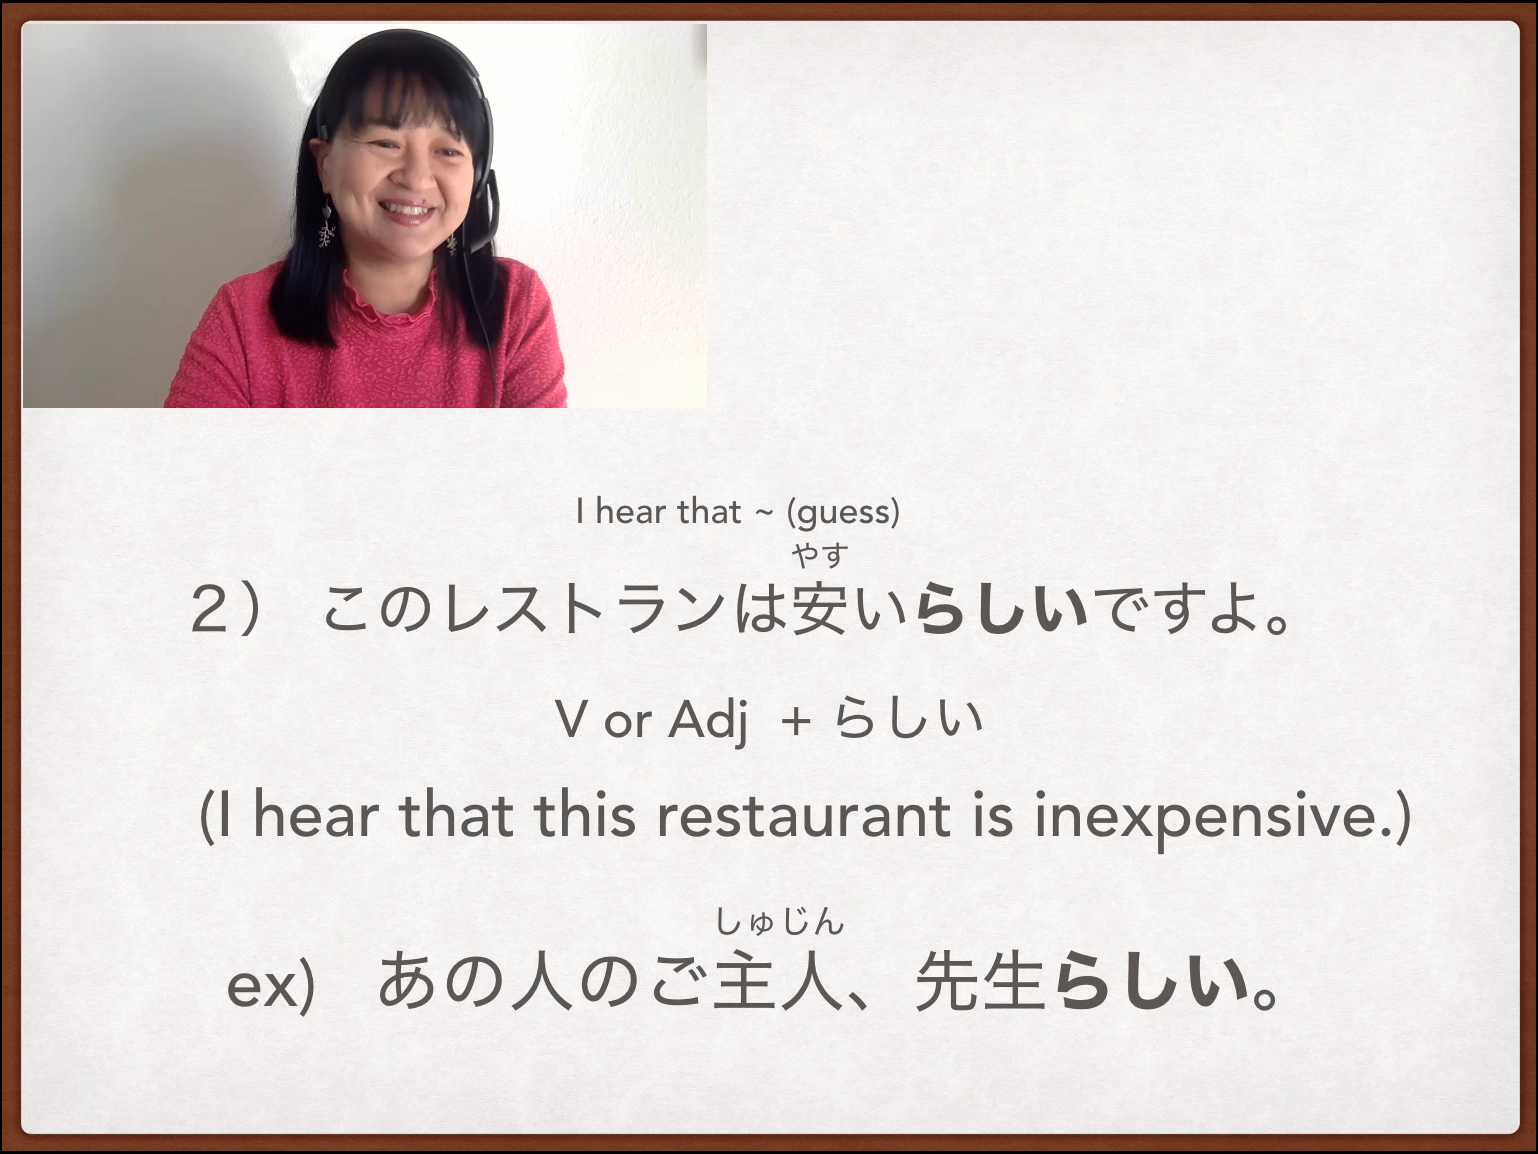 I hear that ~ (guess)
やす
２） このレストランは安いらしいですよ。
V or Adj + らしい
(I hear that this restaurant is inexpensive.)
しゅじん
ex) あの人のご主人、先生らしい。